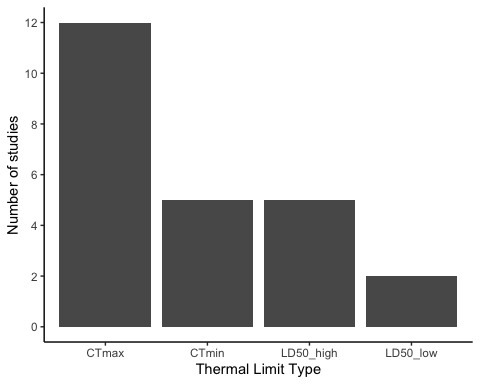 Number of studies
12
10
8
6
4
2
0
CTmax CTmin LD50_high LD50_low
Thermal Limit Type